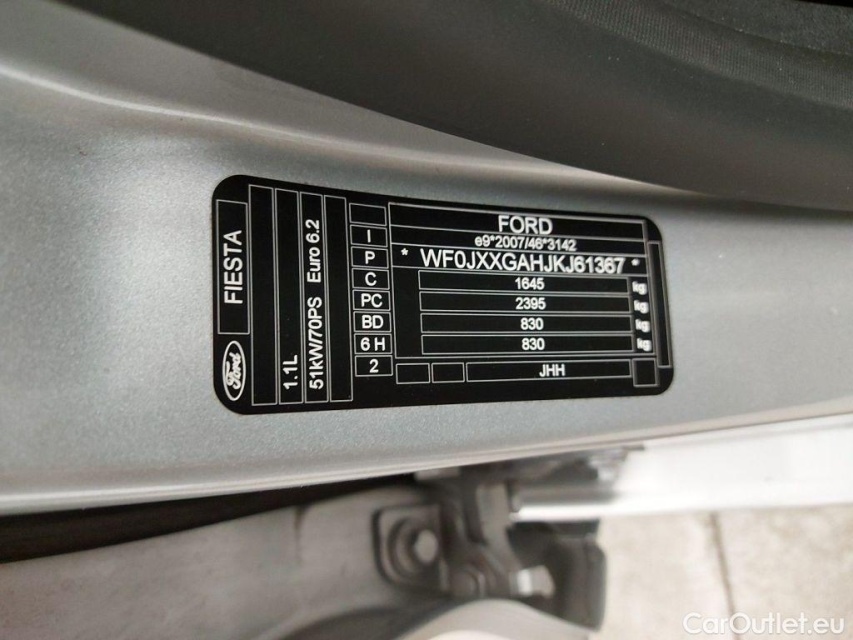 FORD
e9*2007/46*3142
* WF0JXXGAHJKJ61367 *
1645 kg
2395 kg
830 kg
830 kg
JHH
I
P
C
PC
BD
6 H
2
FIESTA
Ford
1.1L
51kW/70PS Euro 6.2
CarOutlet.eu